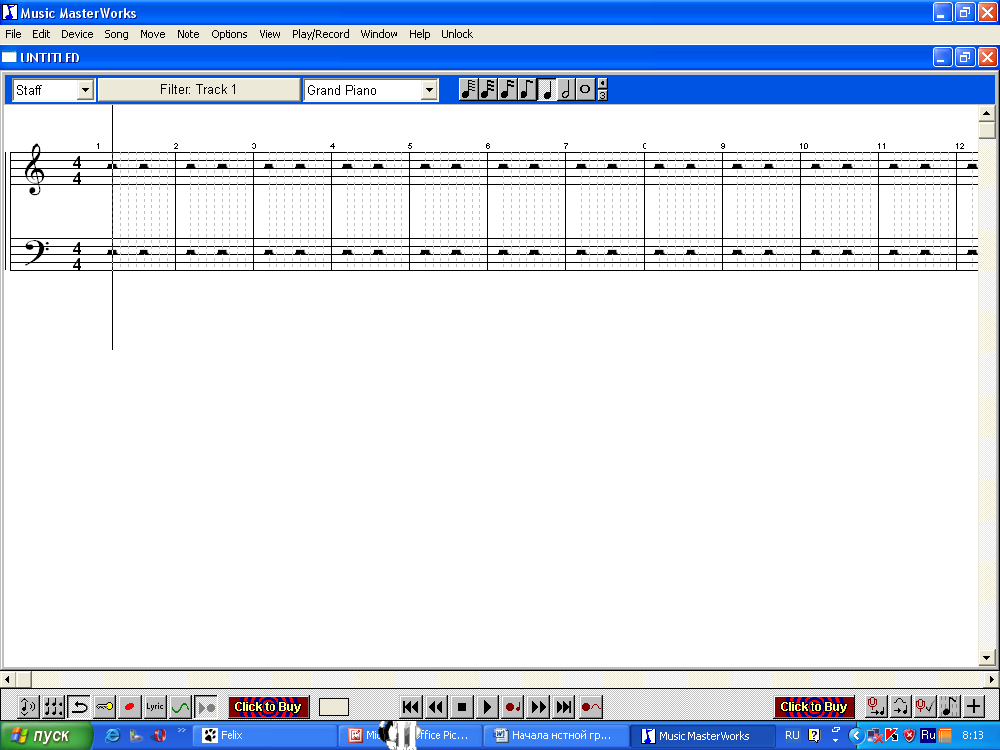 Music MasterWorks
File Edit Device Song Move Note Options View Play/Record Window Help Unlock
UNTITLED
Staff Filter: Track 1 Grand Piano 3
1 2 3 4 5 6 7 8 9 10 11 12
4
4
4
4
Lyric Click to Buy Click to Buy
пуск Felix office Pic... Начала нотной гр... Music MasterWorks RU Ru 8:18